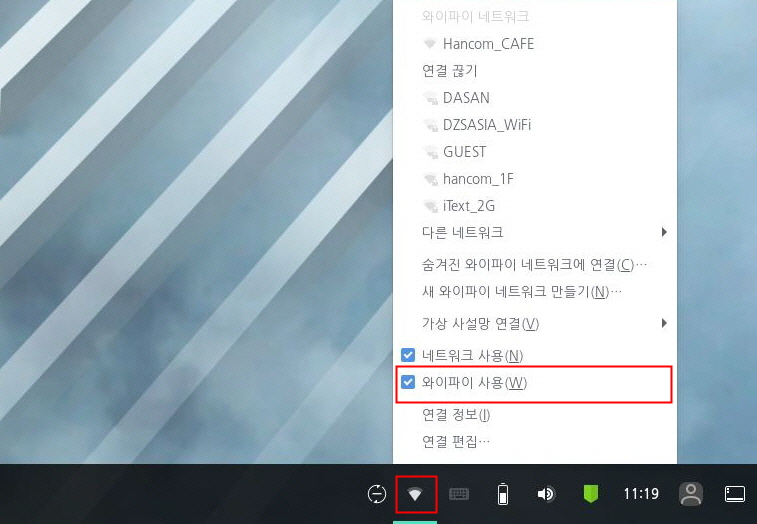 와이파이 네트워크
Hancom_CAFE
연결 끊기
DASAN
DZSASIA_WiFi
GUEST
hancom_1F
iText_2G
다른 네트워크
숨겨진 와이파이 네트워크에 연결(C)…
새 와이파이 네트워크 만들기(N)…
가상 사설망 연결(V)
네트워크 사용(N)
와이파이 사용(W)
연결 정보(I)
연결 편집…
11:19